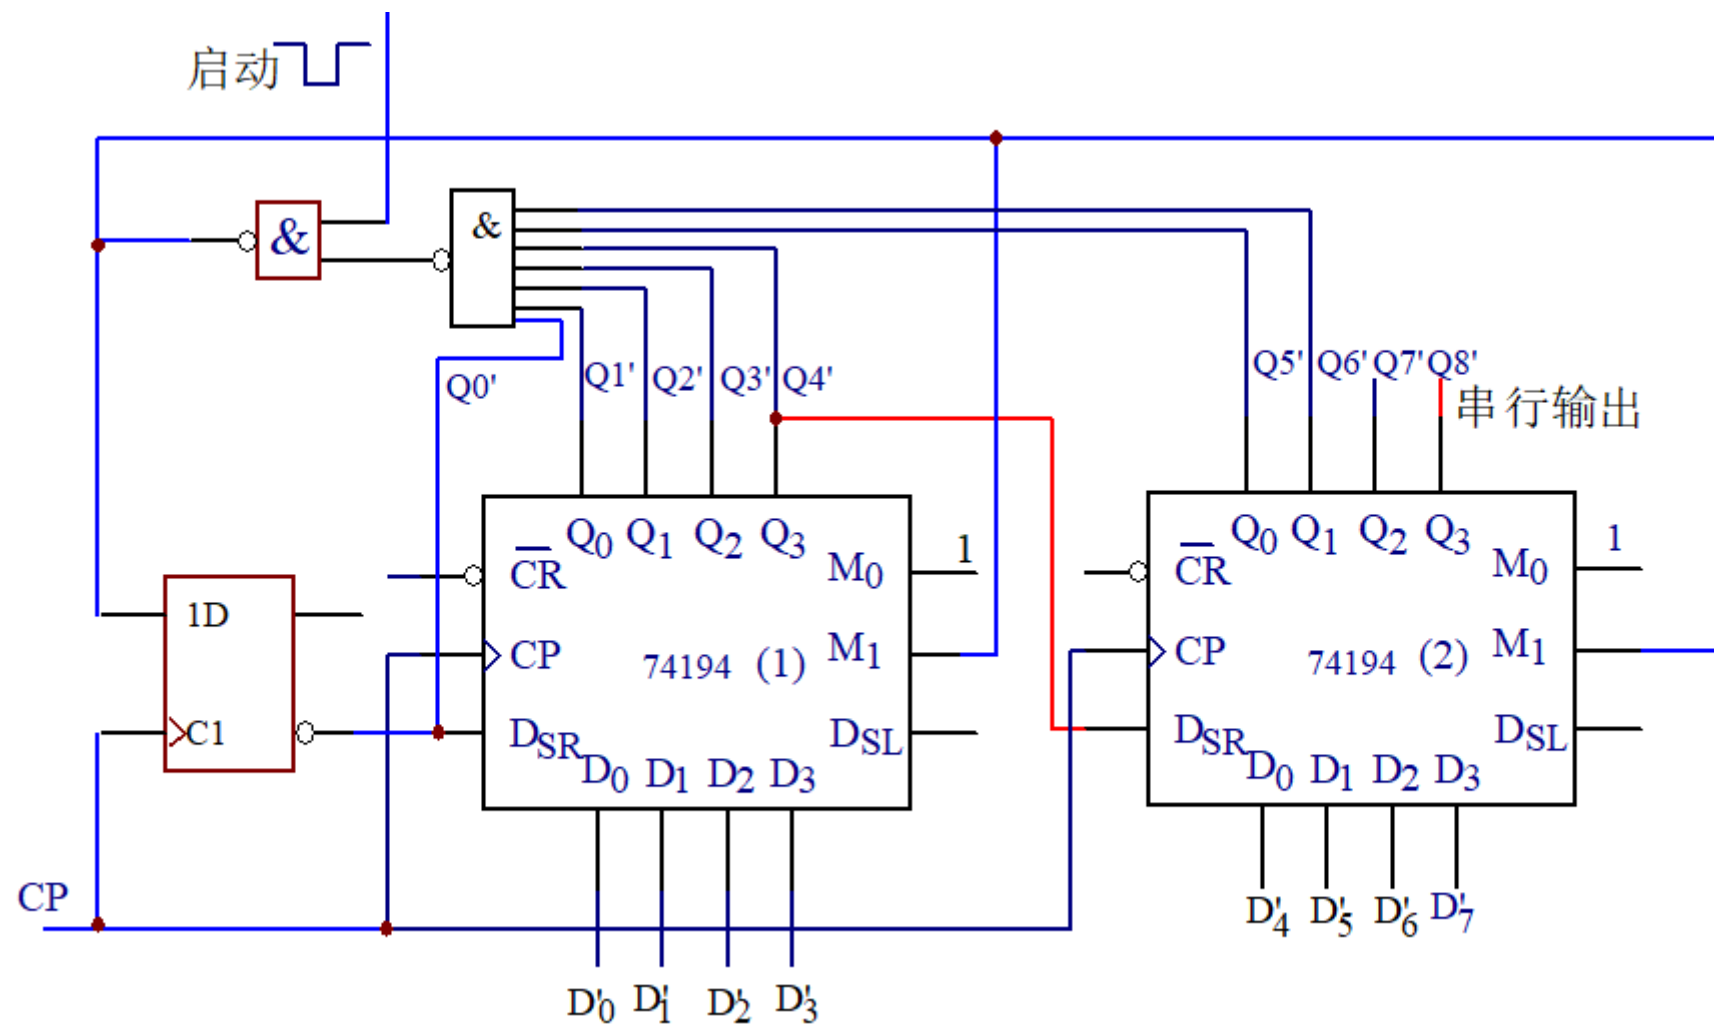 启动
&
&
Q0'
Q1'
Q2'
Q3'
Q4'
Q5'
Q6'
Q7'
Q8'
串行输出
Q0 Q1 Q2 Q3
CR
M0
1
CP
74194 (1)
M1
DSR
DSL
D0 D1 D2 D3
Q0 Q1 Q2 Q3
CR
M0
1
CP
74194 (2)
M1
DSR
DSL
D0 D1 D2 D3
1D
C1
CP
D'0 D'1 D'2 D'3
D'4 D'5 D'6 D'7